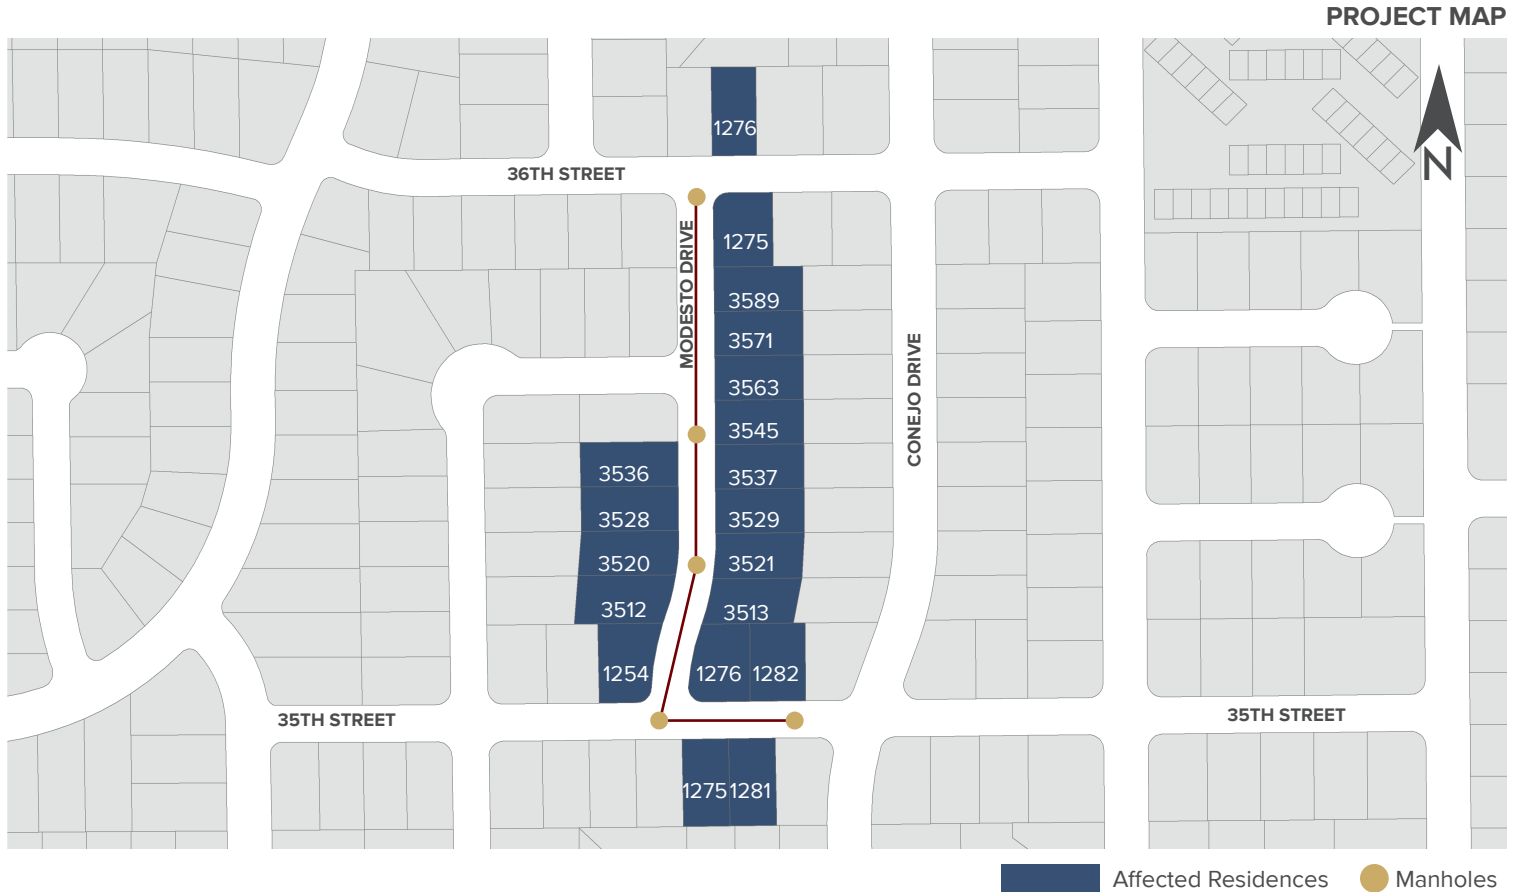 PROJECT MAP
1276
36TH STREET
N
MODESTO DRIVE
1275
3589
3571
CONEJO DRIVE
3563
3545
3536
3537
3528
3529
3520
3521
3512
3513
1254
1276
1282
35TH STREET
35TH STREET
1275
1281
Affected Residences
Manholes